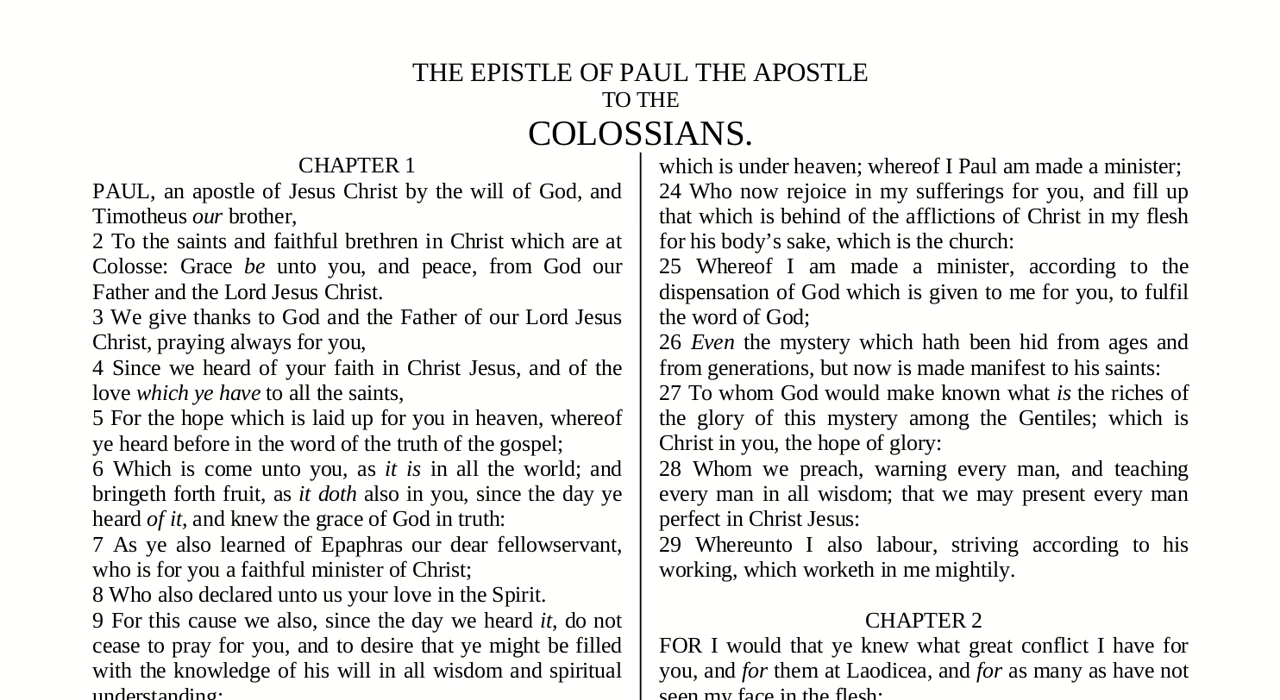 THE EPISTLE OF PAUL THE APOSTLE
TO THE
COLOSSIANS.
CHAPTER 1
PAUL, an apostle of Jesus Christ by the will of God, and
Timotheus our brother,
2 To the saints and faithful brethren in Christ which are at
Colosse: Grace be unto you, and peace, from God our
Father and the Lord Jesus Christ.
3 We give thanks to God and the Father of our Lord Jesus
Christ, praying always for you,
4 Since we heard of your faith in Christ Jesus, and of the
love which ye have to all the saints,
5 For the hope which is laid up for you in heaven, whereof
ye heard before in the word of the truth of the gospel;
6 Which is come unto you, as it is in all the world; and
bringeth forth fruit, as it doth also in you, since the day ye
heard of it, and knew the grace of God in truth:
7 As ye also learned of Epaphras our dear fellowservant,
who is for you a faithful minister of Christ;
8 Who also declared unto us your love in the Spirit.
9 For this cause we also, since the day we heard it, do not
cease to pray for you, and to desire that ye might be filled
with the knowledge of his will in all wisdom and spiritual
understanding;
which is under heaven; whereof I Paul am made a minister;
24 Who now rejoice in my sufferings for you, and fill up
that which is behind of the afflictions of Christ in my flesh
for his body’s sake, which is the church:
25 Whereof I am made a minister, according to the
dispensation of God which is given to me for you, to fulfil
the word of God;
26 Even the mystery which hath been hid from ages and
from generations, but now is made manifest to his saints:
27 To whom God would make known what is the riches of
the glory of this mystery among the Gentiles; which is
Christ in you, the hope of glory:
28 Whom we preach, warning every man, and teaching
every man in all wisdom; that we may present every man
perfect in Christ Jesus:
29 Whereunto I also labour, striving according to his
working, which worketh in me mightily.
CHAPTER 2
FOR I would that ye knew what great conflict I have for
you, and for them at Laodicea, and for as many as have not
seen my face in the flesh;